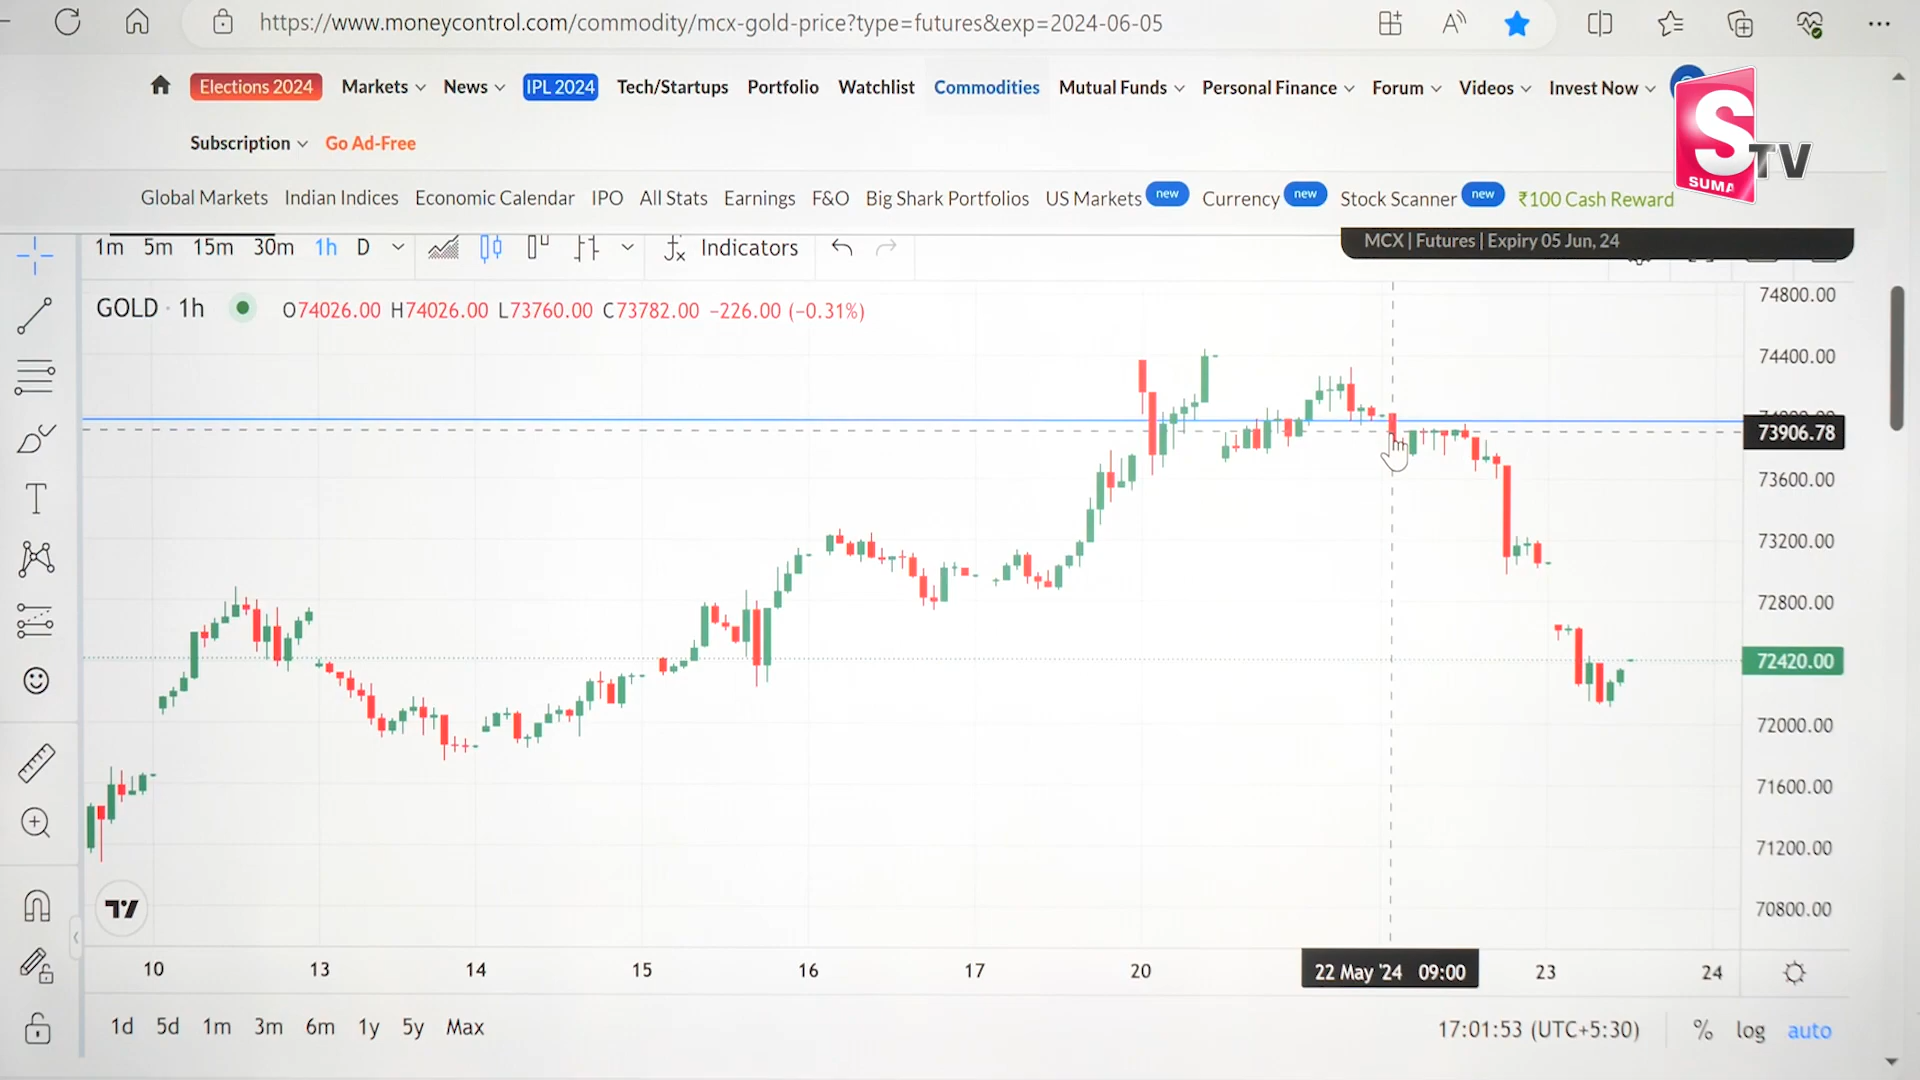 https://www.moneycontrol.com/commodity/mcx-gold-price?type=futures&exp=2024-06-05
Elections 2024 Markets News IPL 2024 Tech/Startups Portfolio Watchlist Commodities Mutual Funds Personal Finance Forum Videos Invest Now
Subscription Go Ad-Free
S TV
SUMA
Global Markets Indian Indices Economic Calendar IPO All Stats Earnings F&O Big Shark Portfolios US Markets new Currency new Stock Scanner new ₹100 Cash Reward
MCX | Futures | Expiry 05 Jun, 24
1m 5m 15m 30m 1h D Indicators
GOLD · 1h O74026.00 H74026.00 L73760.00 C73782.00 −226.00 (−0.31%)
74800.00
74400.00
73906.78
73600.00
73200.00
72800.00
72420.00
72000.00
71600.00
71200.00
70800.00
10 13 14 15 16 17 20 22 May '24 09:00 23 24
1d 5d 1m 3m 6m 1y 5y Max 17:01:53 (UTC+5:30) % log auto